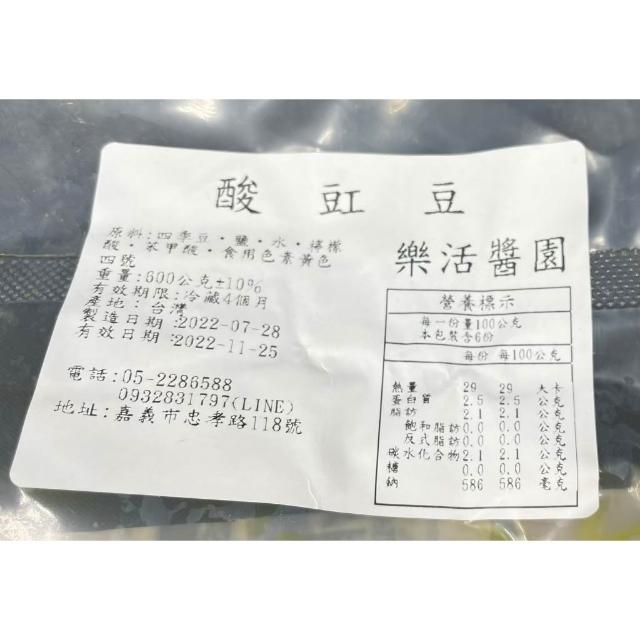 酸豇豆
原料:四季豆·鹽·水·檸檬
酸·苯甲酸·食用色素黃色
四號
重量:600公克±10%
有效期限:冷藏4個月
產地:台灣
製造日期:2022-07-28
有效日期:2022-11-25
電話:05-2286588
0932831797(LINE)
地址:嘉義市忠孝路118號
樂活醬園
營養標示
每一份量100公克
本包裝含6份
每份 每100公克
熱量 29 29 大卡
蛋白質 2.5 2.5 公克
脂肪 2.1 2.1 公克
飽和脂肪 0.0 0.0 公克
反式脂肪 0.0 0.0 公克
碳水化合物 2.1 2.1 公克
糖 0.0 0.0 公克
鈉 586 586 毫克